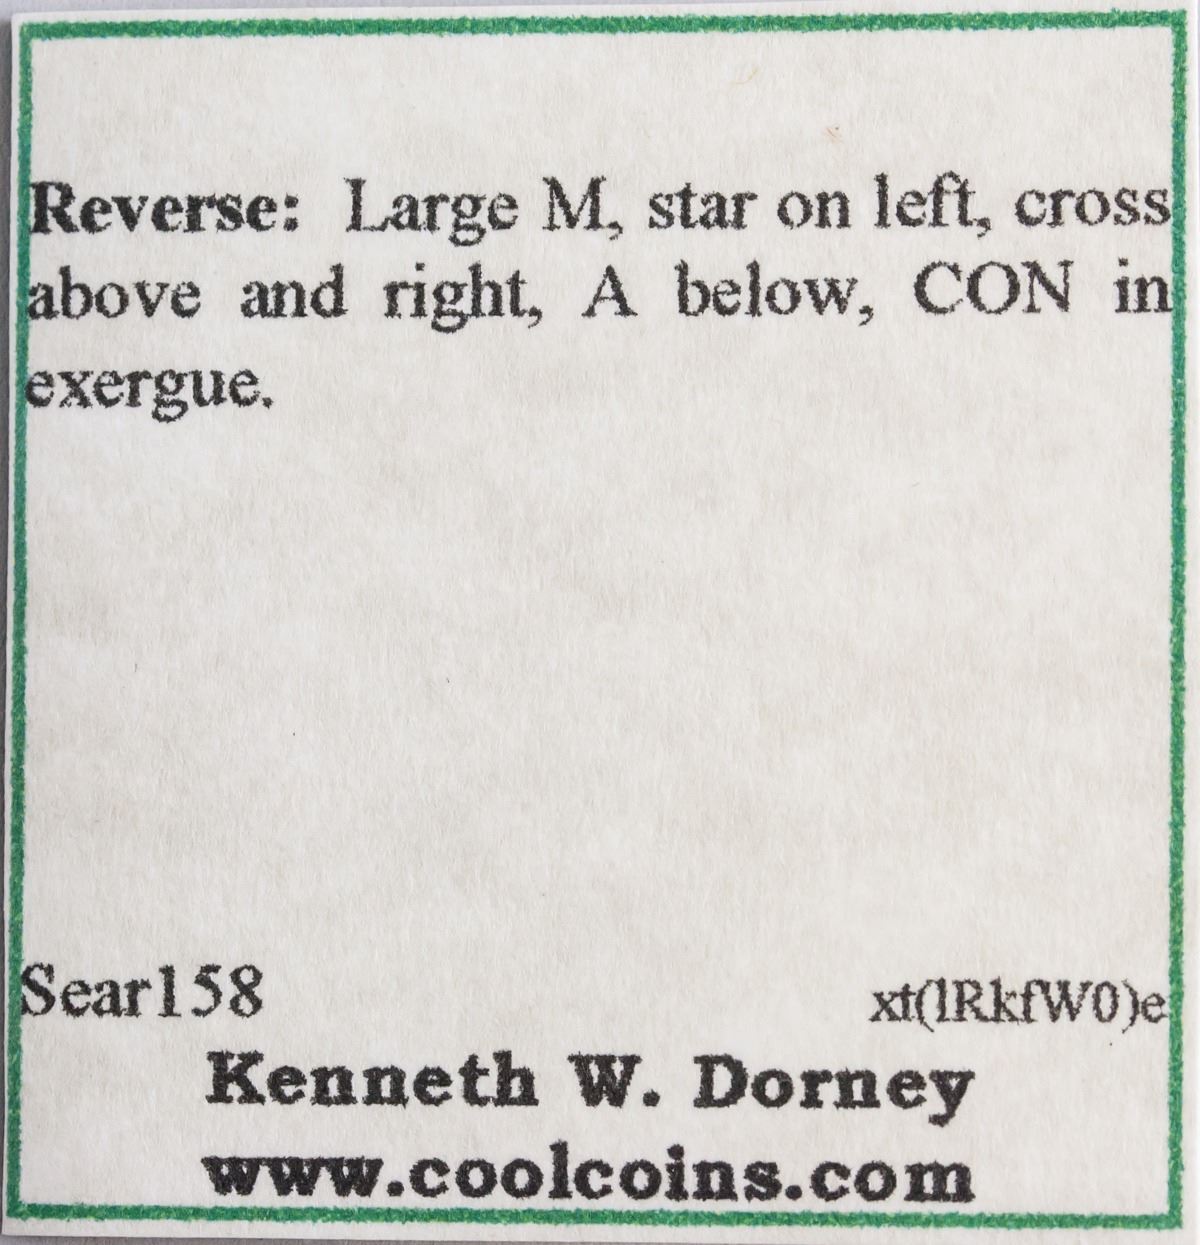 Reverse: Large M, star on left, cross
above and right, A below, CON in
exergue.
Sear158
xt(lRkfW0)e
Kenneth W. Dorney
www.coolcoins.com